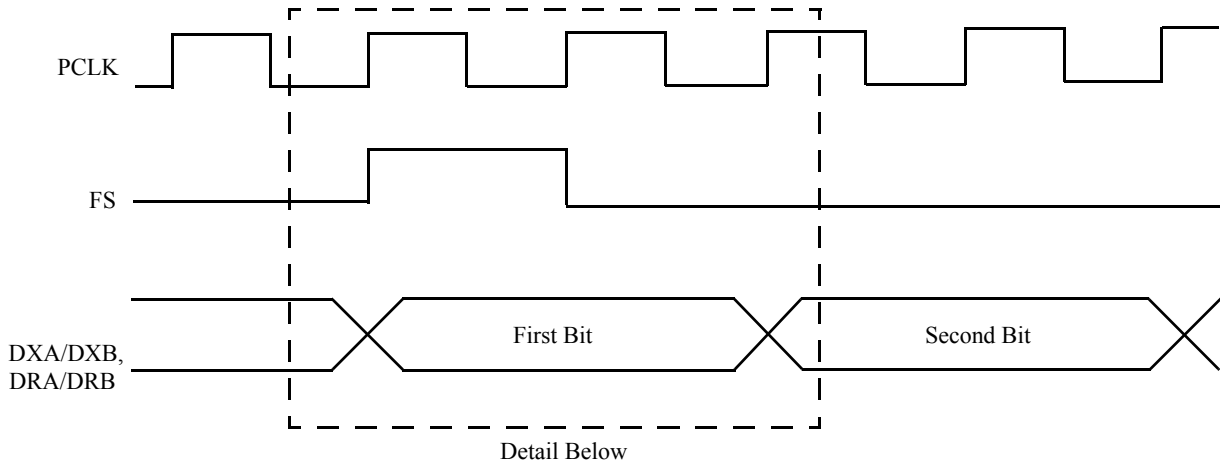 PCLK
FS
DXA/DXB,
DRA/DRB
First Bit
Second Bit
Detail Below